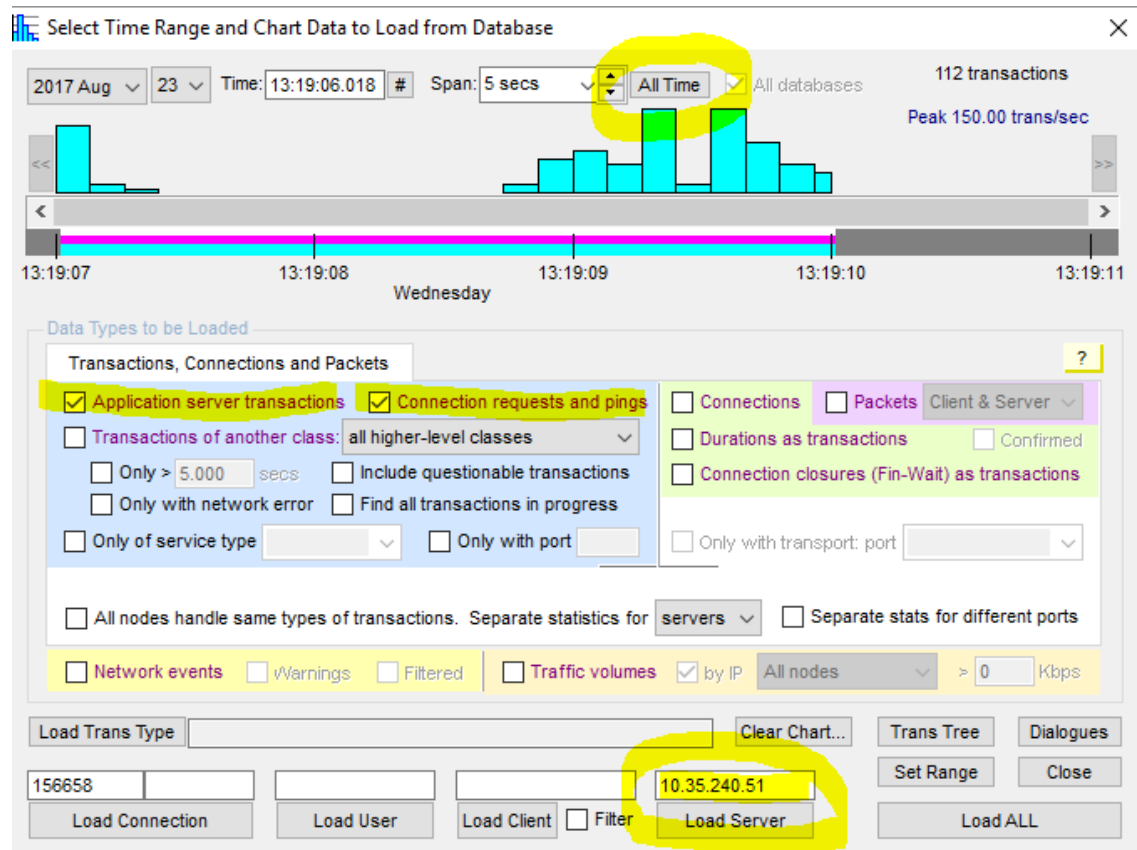 Select Time Range and Chart Data to Load from Database
2017 Aug 23 Time: 13:19:06.018 # Span: 5 secs All Time All databases 112 transactions
Peak 150.00 trans/sec
<< >>
< >
13:19:07 13:19:08 13:19:09 13:19:10 13:19:11
Wednesday
Data Types to be Loaded
Transactions, Connections and Packets ?
Application server transactions Connection requests and pings Connections Packets Client & Server
Transactions of another class: all higher-level classes Durations as transactions Confirmed
Only > 5.000 secs Include questionable transactions Connection closures (Fin-Wait) as transactions
Only with network error Find all transactions in progress
Only of service type Only with port Only with transport: port
All nodes handle same types of transactions. Separate statistics for servers Separate stats for different ports
Network events Warnings Filtered Traffic volumes by IP All nodes > 0 Kbps
Load Trans Type Clear Chart... Trans Tree Dialogues
156658 10.35.240.51 Set Range Close
Load Connection Load User Load Client Filter Load Server Load ALL